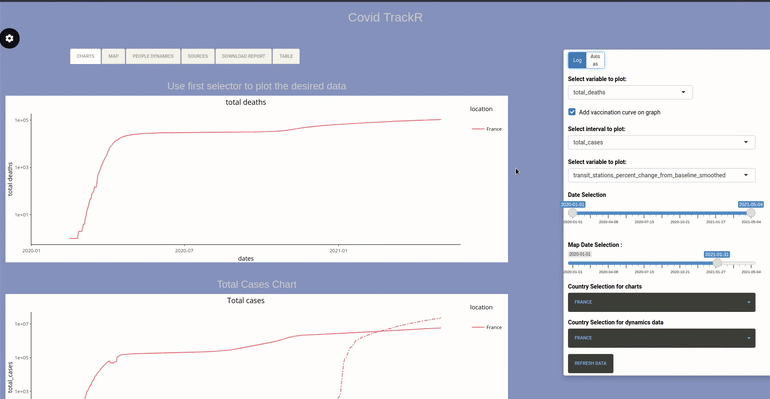 Covid TrackR
CHARTS
MAP
PEOPLE DYNAMICS
SOURCES
DOWNLOAD REPORT
TABLE
Use first selector to plot the desired data
total deaths
location
France
1e+05
1e+03
1e+01
total deaths
2020-01
2020-07
2021-01
dates
Total Cases Chart
Total cases
location
France
1e+07
1e+05
1e+03
total_cases
Log
Axis
as
Select variable to plot:
total_deaths
Add vaccination curve on graph
Select interval to plot:
total_cases
Select variable to plot:
transit_stations_percent_change_from_baseline_smoothed
Date Selection
2020-01-01
2021-05-04
2020-01-01 2020-04-08 2020-07-15 2020-10-21 2021-01-27 2021-05-04
Map Date Selection :
2020-01-01
2021-01-31
2020-01-01 2020-04-08 2020-07-15 2020-10-21 2021-01-27 2021-05-04
Country Selection for charts
FRANCE
Country Selection for dynamics data
FRANCE
REFRESH DATA